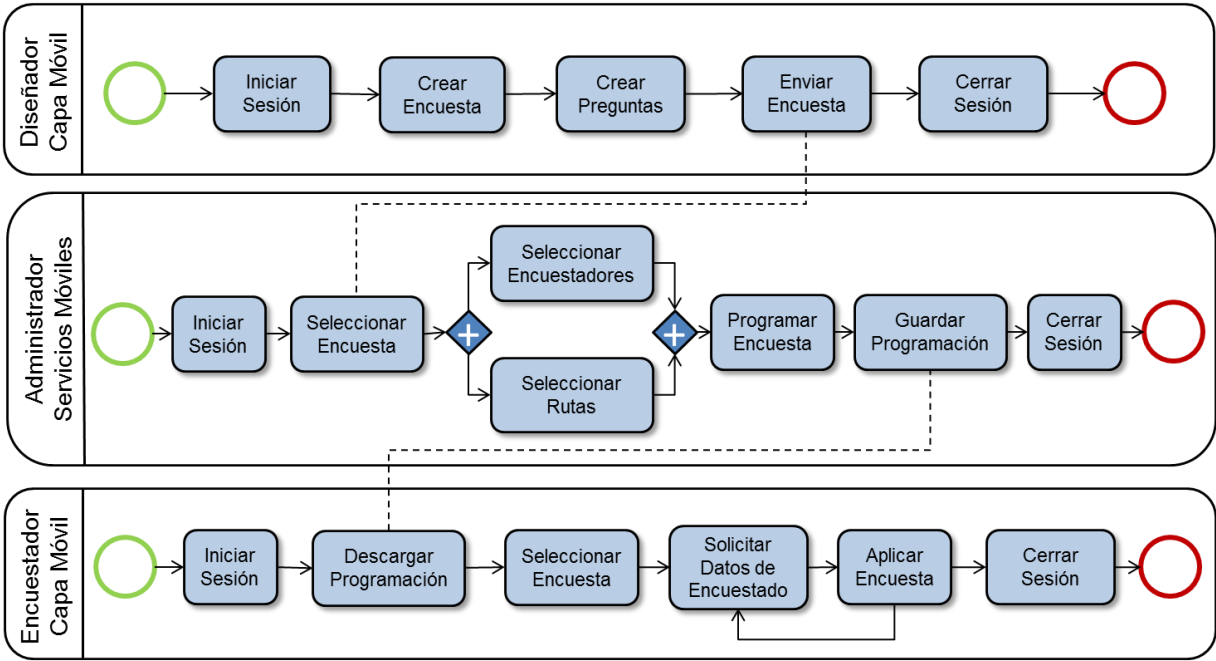 Diseñador
Capa Móvil
Iniciar
Sesión
Crear
Encuesta
Crear
Preguntas
Enviar
Encuesta
Cerrar
Sesión
Administrador
Servicios Móviles
Iniciar
Sesión
Seleccionar
Encuesta
Seleccionar
Encuestadores
Seleccionar
Rutas
Programar
Encuesta
Guardar
Programación
Cerrar
Sesión
Encuestador
Capa Móvil
Iniciar
Sesión
Descargar
Programación
Seleccionar
Encuesta
Solicitar
Datos de
Encuestado
Aplicar
Encuesta
Cerrar
Sesión